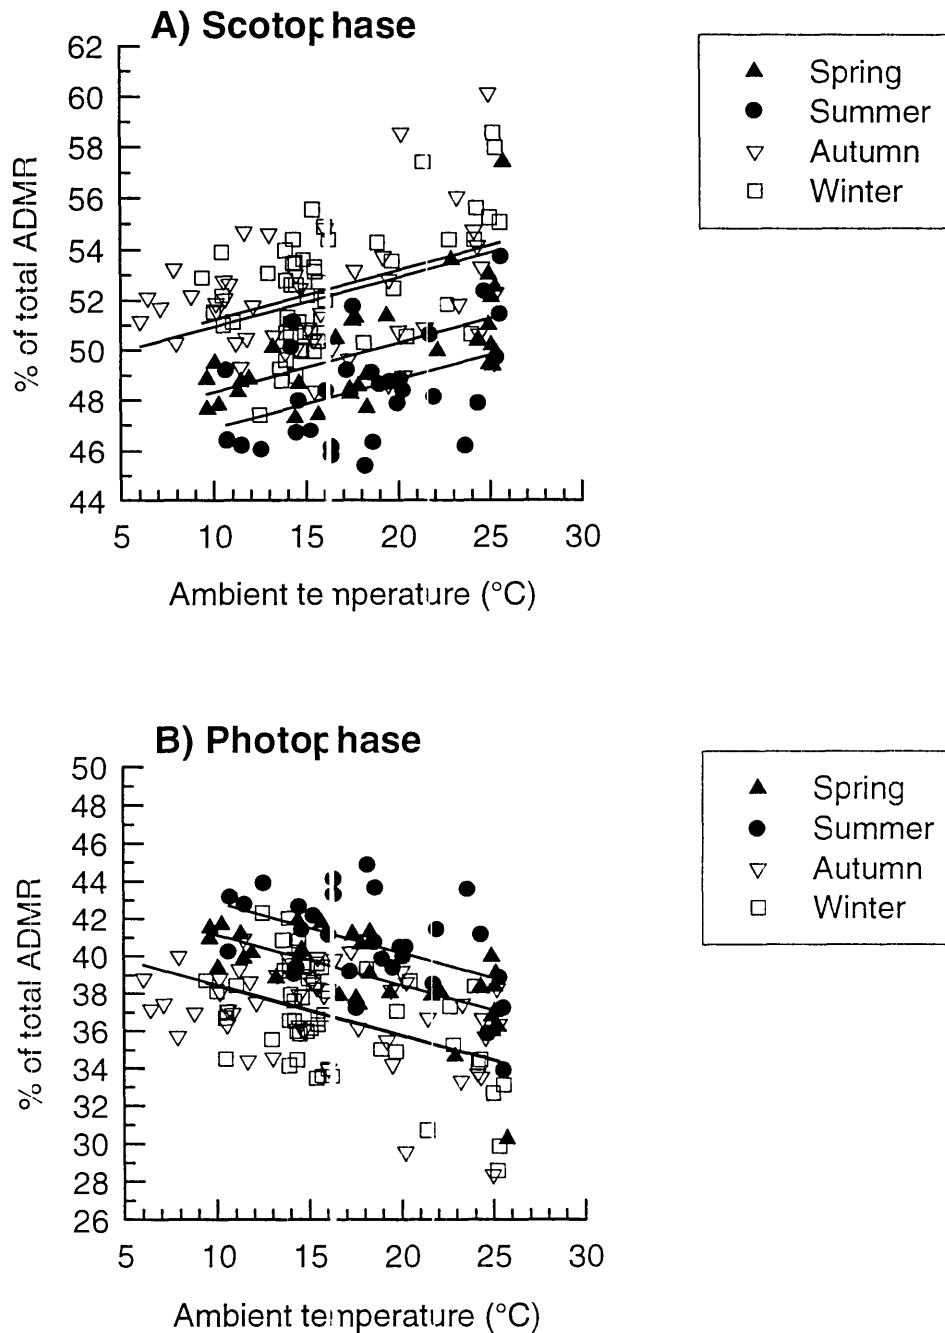 A) Scotophase
62
60
58
56
54
52
50
48
46
44
% of total ADMR
5 10 15 20 25 30
Ambient temperature (°C)
Spring
Summer
Autumn
Winter
B) Photophase
50
48
46
44
42
40
38
36
34
32
30
28
26
% of total ADMR
5 10 15 20 25 30
Ambient temperature (°C)
Spring
Summer
Autumn
Winter